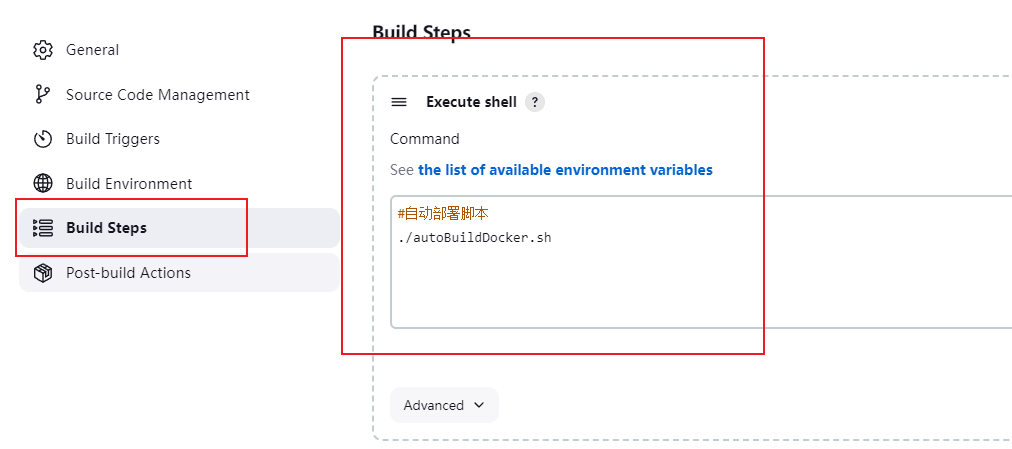 General
Source Code Management
Build Triggers
Build Environment
Build Steps
Post-build Actions
Build Steps
Execute shell ?
Command
See the list of available environment variables
#自动部署脚本
./autoBuildDocker.sh
Advanced